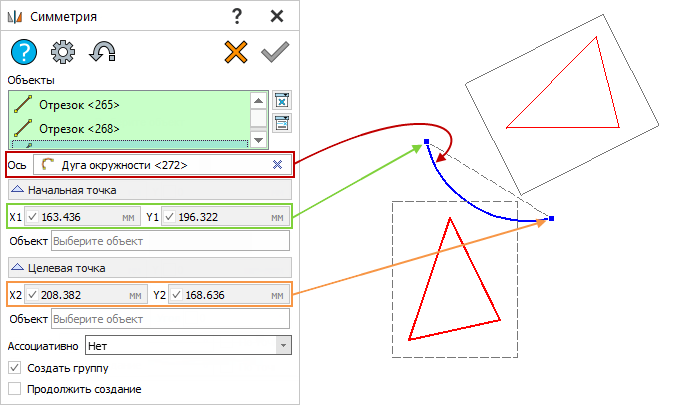 Симметрия ? ×
?
Объекты
Отрезок <265>
Отрезок <268>
Ось Дуга окружности <272>
Начальная точка
X1 163.436 мм Y1 196.322 мм
Объект Выберите объект
Целевая точка
X2 208.382 мм Y2 168.636 мм
Объект Выберите объект
Ассоциативно Нет
Создать группу
Продолжить создание